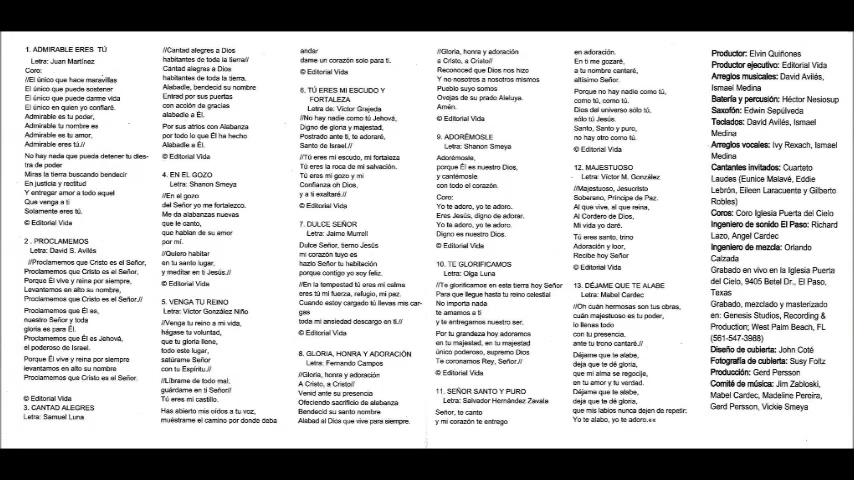 1. ADMIRABLE ERES TÚ
Letra: Juan Martínez
Coro:
//El único que hace maravillas
El único que puede sostener
El único que puede darme vida
El único en quien yo confiaré.
Admirable es tu poder,
Admirable tu nombre es
Admirable es tu amor,
Admirable eres tú.//
No hay nada que pueda detener tu dies-
tra de poder
Miras la tierra buscando bendecir
En justicia y rectitud
Y entregar amor a todo aquel
Que venga a ti
Solamente eres tú.
© Editorial Vida
2 . PROCLAMEMOS
Letra: David S. Avilés
//Proclamemos que Cristo es el Señor,
Proclamemos que Cristo es el Señor,
Porque Él vive y reina por siempre,
Levantemos en alto su nombre,
Proclamemos que Cristo es el Señor.//
Proclamemos que Él es,
nuestro Señor y toda
gloria es para Él.
Proclamemos que Él es Jehová,
el poderoso de Israel.
Porque Él vive y reina por siempre
levantemos en alto su nombre
Proclamemos que Cristo es el Señor.
© Editorial Vida
3. CANTAD ALEGRES
Letra: Samuel Luna
//Cantad alegres a Dios
habitantes de toda la tierra//
Cantad alegres a Dios
habitantes de toda la tierra.
Alabadle, bendecid su nombre
Entrad por sus puertas
con acción de gracias
alabadle a Él.
Por sus atrios con Alabanza
por todo lo que Él ha hecho
Alabadle a Él.
© Editorial Vida
4. EN EL GOZO
Letra: Shanon Smeya
//En el gozo
del Señor yo me fortalezco.
Me da alabanzas nuevas
que le canto,
que hablan de su amor
por mí.
//Quiero habitar
en tu santo lugar,
y meditar en ti Jesús.//
© Editorial Vida
5. VENGA TU REINO
Letra: Víctor González Niño
//Venga tu reino a mi vida,
hágase tu voluntad,
que tu gloria llene,
todo este lugar,
satúrame Señor
con tu Espíritu.//
//Líbrame de todo mal,
guárdame en ti Señor//
Tú eres mi castillo.
Has abierto mis oídos a tu voz,
muéstrame el camino por donde deba
andar
dame un corazón solo para ti.
© Editorial Vida
6. TÚ ERES MI ESCUDO Y
FORTALEZA
Letra de: Victor Grajeda
//No hay nadie como tú Jehová,
Digno de gloria y majestad,
Postrado ante ti, te adoraré,
Santo de Israel.//
//Tú eres mi escudo, mi fortaleza
Tú eres la roca de mi salvación.
Tú eres mi gozo y mi
Confianza oh Dios,
y a ti exaltaré.//
© Editorial Vida
7. DULCE SEÑOR
Letra: Jaime Murrell
Dulce Señor, tierno Jesús
mi corazón tuyo es
hazlo Señor tu habitación
porque contigo yo soy feliz.
//En la tempestad tú eres mi calma
eres tú mi fuerza, refugio, mi paz.
Cuando estoy cargado tú llevas mis car-
gas
toda mi ansiedad descargo en ti.//
© Editorial Vida
8. GLORIA, HONRA Y ADORACIÓN
Letra: Fernando Campos
//Gloria, honra y adoración
A Cristo, a Cristo//
Venid ante su presencia
Ofeciendo sacrificio de alabanza
Bendecid su santo nombre
Alabad al Dios que vive para siempre.
//Gloria, honra y adoración
a Cristo, a Cristo//
Reconoced que Dios nos hizo
Y no nosotros a nosotros mismos
Pueblo suyo somos
Ovejas de su prado Aleluya.
Amén.
© Editorial Vida
9. ADORÉMOSLE
Letra: Shanon Smeya
Adorémosle,
porque Él es nuestro Dios,
y cantémosle
con todo el corazón.
Coro:
Yo te adoro, yo te adoro.
Eres Jesús, digno de adorar.
Yo te adoro, yo te adoro.
Digno es nuestro Dios.
© Editorial Vida
10. TE GLORIFICAMOS
Letra: Olga Luna
//Te glorificamos en esta tierra hoy Señor
Para que llegue hasta tu reino celestial
No importa nada
te amamos a ti
y te entregamos nuestro ser.
Por tu grandeza hoy adoramos
en tu majestad, en tu majestad
único poderoso, supremo Dios
Te coronamos Rey, Señor.//
© Editorial Vida
11. SEÑOR SANTO Y PURO
Letra: Salvador Hernández Zavala
Señor, te canto
y mi corazón te entrego
en adoración.
En ti me gozaré,
a tu nombre cantaré,
altísimo Señor.
Porque no hay nadie como tú,
como tú, como tú.
Dios del universo sólo tú,
sólo tú Jesús.
Santo, Santo y puro,
no hay otro como tú.
© Editorial Vida
12. MAJESTUOSO
Letra: Víctor M. González
//Majestuoso, Jesucristo
Soberano, Príncipe de Paz.
Al que vive, al que reina,
Al Cordero de Dios,
Mi vida yo daré.
Tú eres santo, trino
Adoración y loor,
Recibe hoy Señor
© Editorial Vida
13. DÉJAME QUE TE ALABE
Letra: Mabel Cardec
//Oh cuán hermosas son tus obras,
cuán majestuoso es tu poder,
lo llenas todo
con tu presencia.
ante tu trono cantaré.//
Déjame que te alabe,
deja que te dé gloria,
que mi alma se regocije,
en tu amor y tu verdad.
Déjame que te alabe,
deja que te dé gloria,
que mis labios nunca dejen de repetir.
Yo te alabo, yo te adoro.««
Productor: Elvin Quiñones
Productor ejecutivo: Editorial Vida
Arreglos musicales: David Avilés,
Ismael Medina
Batería y percusión: Héctor Nesiosup
Saxofón: Edwin Sepúlveda
Teclados: David Avilés, Ismael
Medina
Arreglos vocales: Ivy Rexach, Ismael
Medina
Cantantes invitados: Cuarteto
Laudes (Eunice Malavé, Eddie
Lebrón, Eileen Laracuente y Gilberto
Robles)
Coros: Coro Iglesia Puerta del Cielo
Ingeniero de sonido El Paso: Richard
Lazo, Angel Cardec
Ingeniero de mezcla: Orlando
Calzada
Grabado en vivo en la Iglesia Puerta
del Cielo, 9405 Betel Dr., El Paso,
Texas
Grabado, mezclado y masterizado
en: Genesis Studios, Recording &
Production; West Palm Beach, FL
(561-547-3988)
Diseño de cubierta: John Coté
Fotografía de cubierta: Susy Foltz
Producción: Gerd Persson
Comité de música: Jim Zabloski,
Mabel Cardec, Madeline Pereira,
Gerd Persson, Vickie Smeya